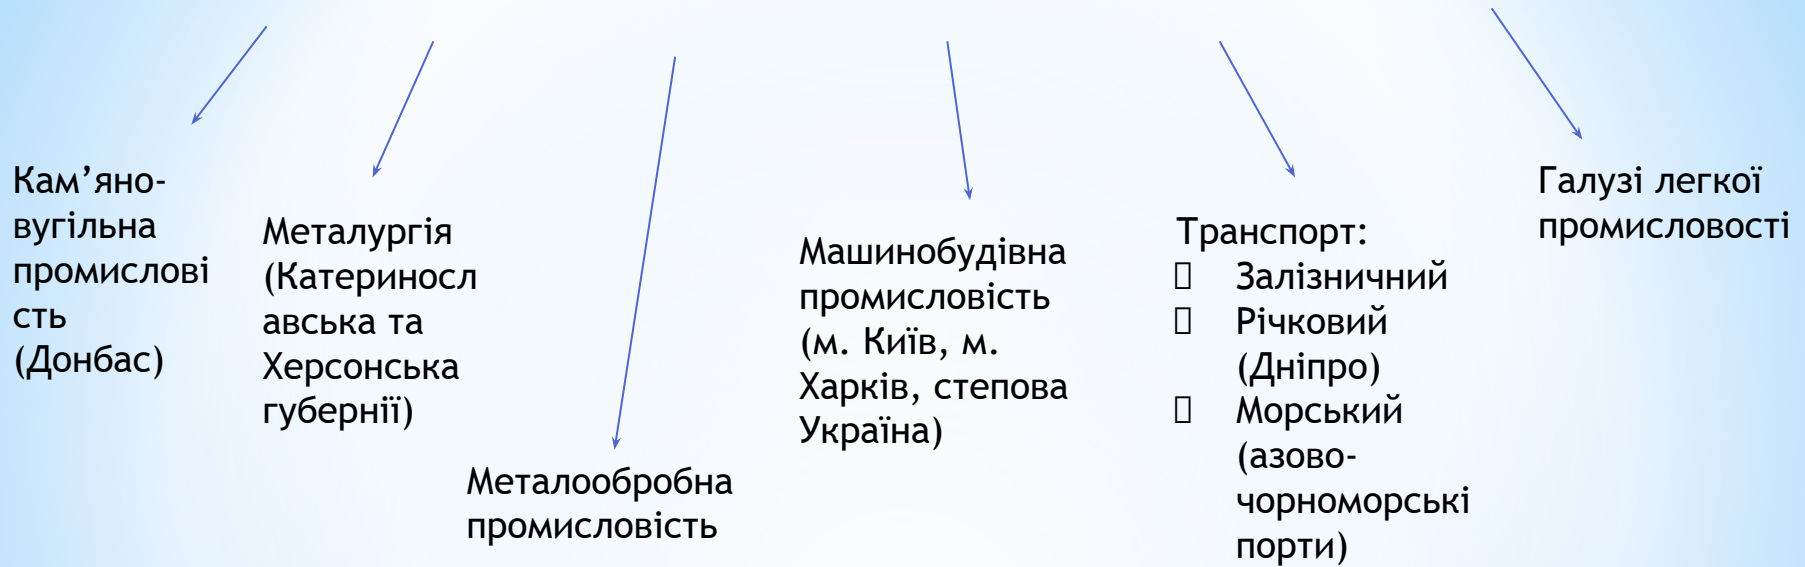 Кам’яно-
вугільна
промислові
сть
(Донбас)
Металургія
(Катериносл
авська та
Херсонська
губернії)
Металообробна
промисловість
Машинобудівна
промисловість
(м. Київ, м.
Харків, степова
Україна)
Транспорт:
Залізничний
Річковий
(Дніпро)
Морський
(азово-
чорноморські
порти)
Галузі легкої
промисловості